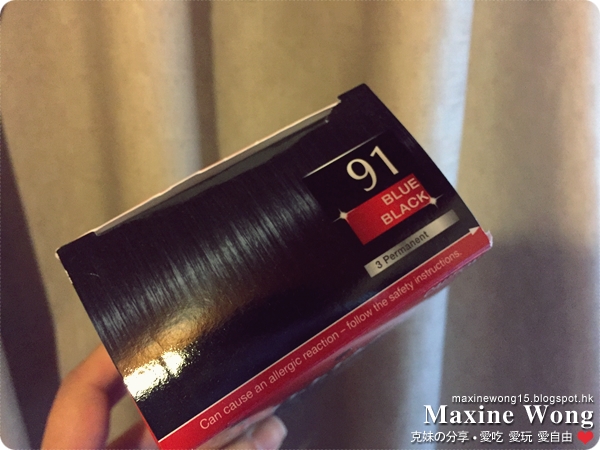 91
BLUE
BLACK
3 Permanent
Can cause an allergic reaction – follow the safety instructions.
maxinewong15.blogspot.hk
Maxine Wong
克妹の分享 • 愛吃 愛玩 愛自由 ❤